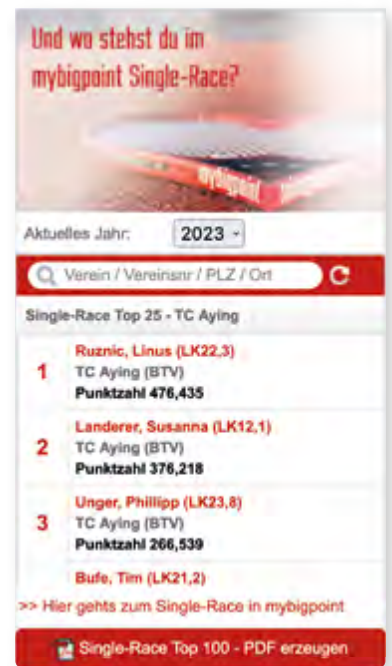 Und wo stehst du im
mybigpoint Single-Race?
mybigpoint
Aktuelles Jahr:
2023
Verein / Vereinsnr / PLZ / Ort
Single-Race Top 25 - TC Aying
1
Ruznic, Linus (LK22,3)
TC Aying (BTV)
Punktzahl 476,435
2
Landerer, Susanna (LK12,1)
TC Aying (BTV)
Punktzahl 376,218
3
Unger, Phillipp (LK23,8)
TC Aying (BTV)
Punktzahl 266,539
Bufe, Tim (LK21,2)
>> Hier gehts zum Single-Race in mybigpoint
Single-Race Top 100 - PDF erzeugen